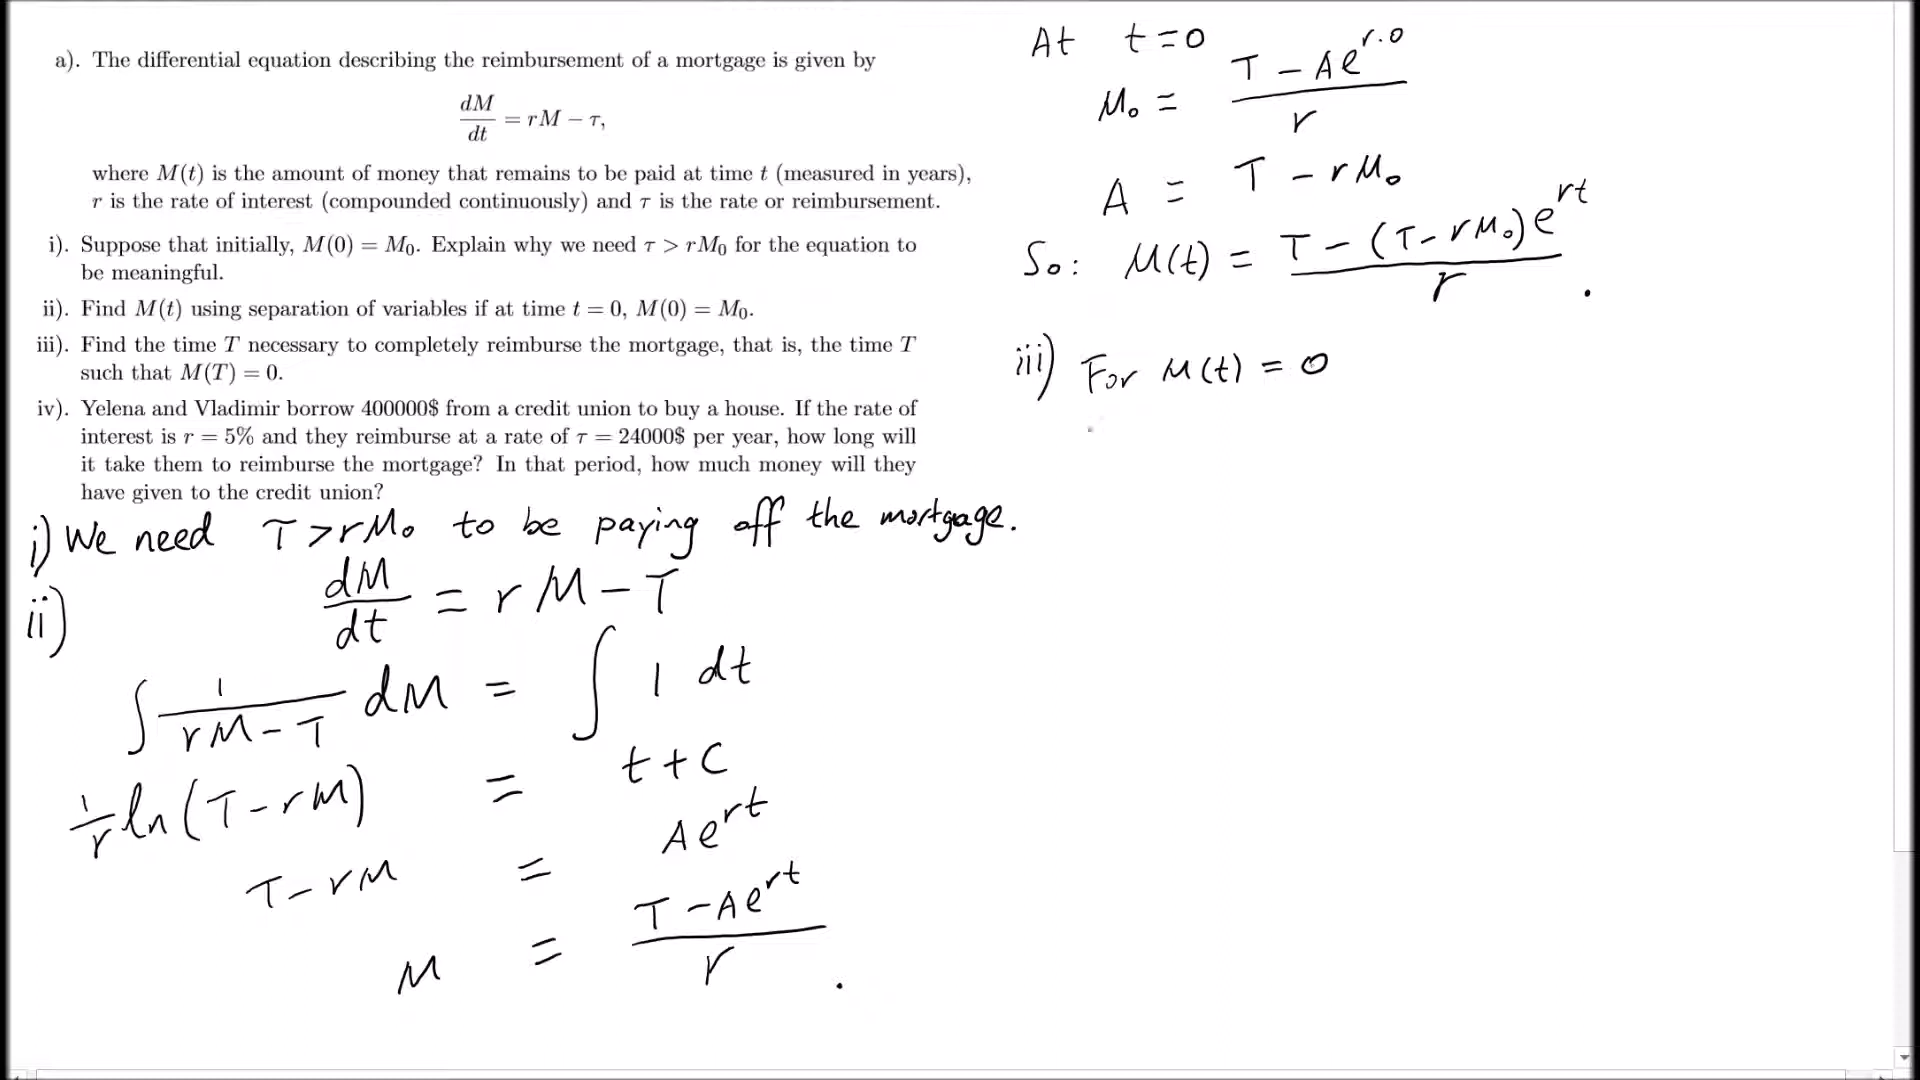 a). The differential equation describing the reimbursement of a mortgage is given by
dM/dt = rM − τ,
where M(t) is the amount of money that remains to be paid at time t (measured in years),
r is the rate of interest (compounded continuously) and τ is the rate or reimbursement.
i). Suppose that initially, M(0) = M₀. Explain why we need τ > rM₀ for the equation to
be meaningful.
ii). Find M(t) using separation of variables if at time t = 0, M(0) = M₀.
iii). Find the time T necessary to completely reimburse the mortgage, that is, the time T
such that M(T) = 0.
iv). Yelena and Vladimir borrow 400000$ from a credit union to buy a house. If the rate of
interest is r = 5% and they reimburse at a rate of τ = 24000$ per year, how long will
it take them to reimburse the mortgage? In that period, how much money will they
have given to the credit union?
i) We need τ > rM₀ to be paying off the mortgage.
ii) dM/dt = rM − τ
∫ 1/(rM − τ) dM = ∫ 1 dt
1/r ln(τ − rM) = t + C
τ − rM = Ae^rt
M = (τ − Ae^rt)/r .
At t = 0
M₀ = (τ − Ae^r·0)/r
A = τ − rM₀
So: M(t) = (τ − (τ − rM₀)e^rt)/r .
iii) For M(t) = 0